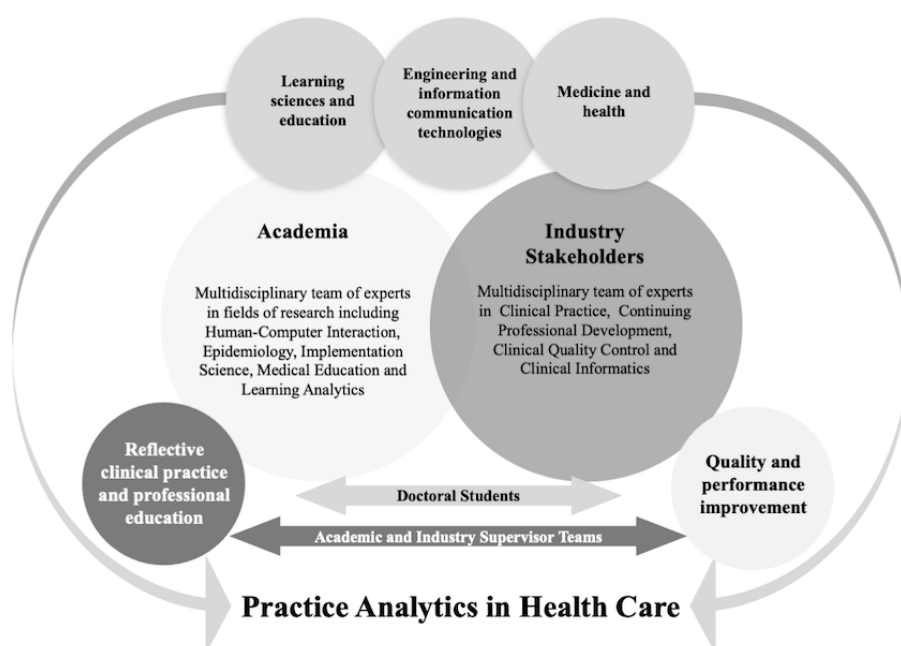 Learning
sciences and
education
Engineering and
information
communication
technologies
Medicine and
health
Academia
Multidisciplinary team of experts
in fields of research including
Human-Computer Interaction,
Epidemiology, Implementation
Science, Medical Education and
Learning Analytics
Industry
Stakeholders
Multidisciplinary team of experts
in Clinical Practice, Continuing
Professional Development,
Clinical Quality Control and
Clinical Informatics
Reflective
clinical practice
and professional
education
Quality and
performance
improvement
Doctoral Students
Academic and Industry Supervisor Teams
Practice Analytics in Health Care